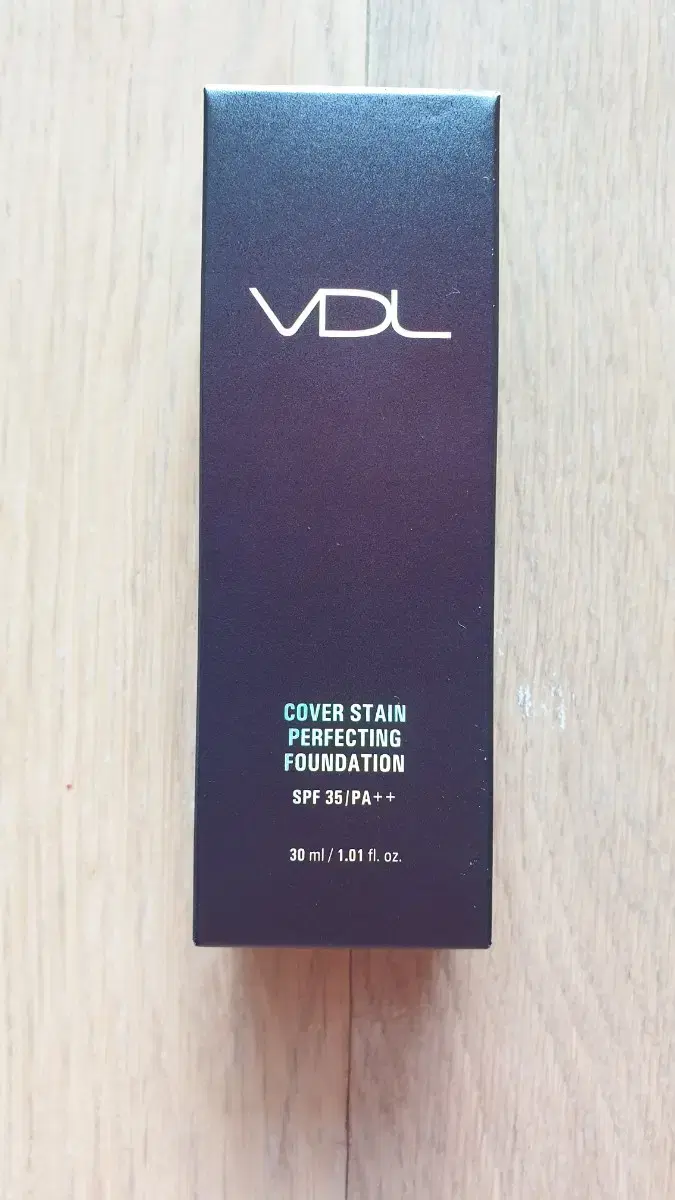 VDL
COVER STAIN
PERFECTING
FOUNDATION
SPF 35/PA++
30 ml / 1.01 fl. oz.